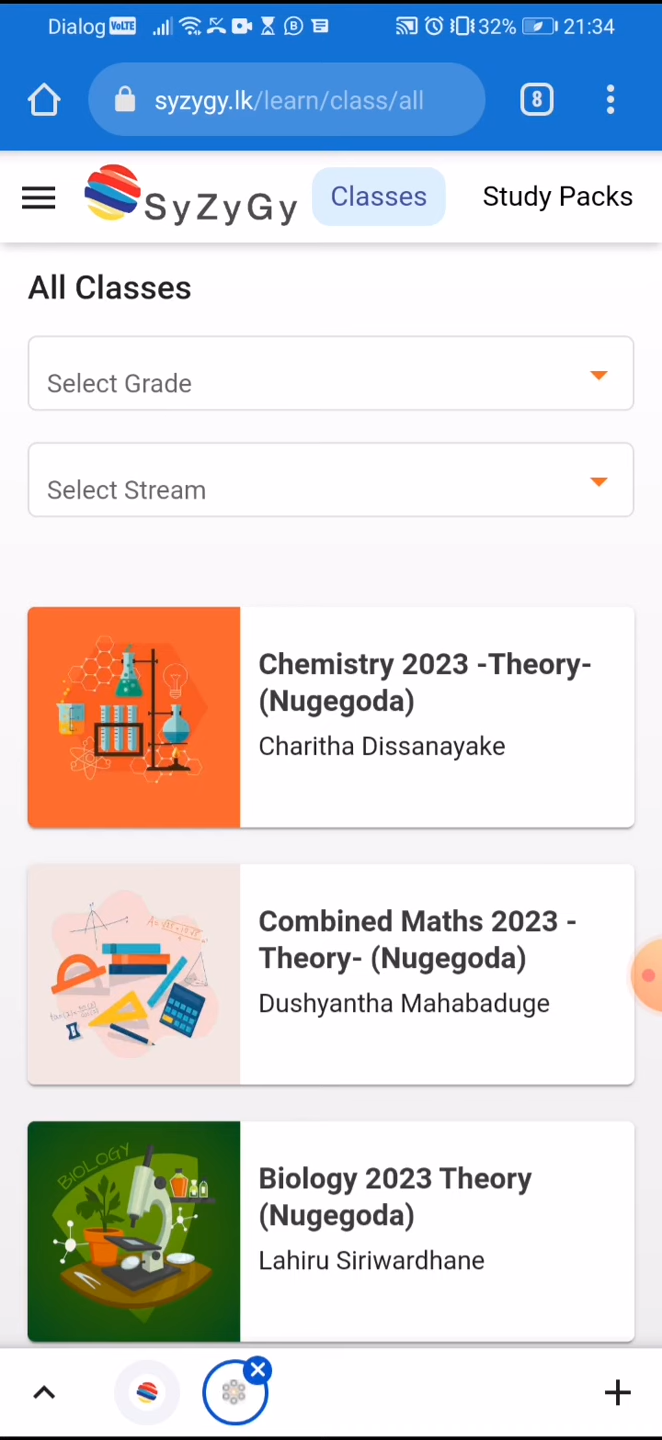 Dialog VoLTE 32% 21:34
syzygy.lk/learn/class/all 8
SyZyGy Classes Study Packs
All Classes
Select Grade
Select Stream
Chemistry 2023 -Theory-
(Nugegoda)
Charitha Dissanayake
Combined Maths 2023 -
Theory- (Nugegoda)
Dushyantha Mahabaduge
BIOLOGY
Biology 2023 Theory
(Nugegoda)
Lahiru Siriwardhane